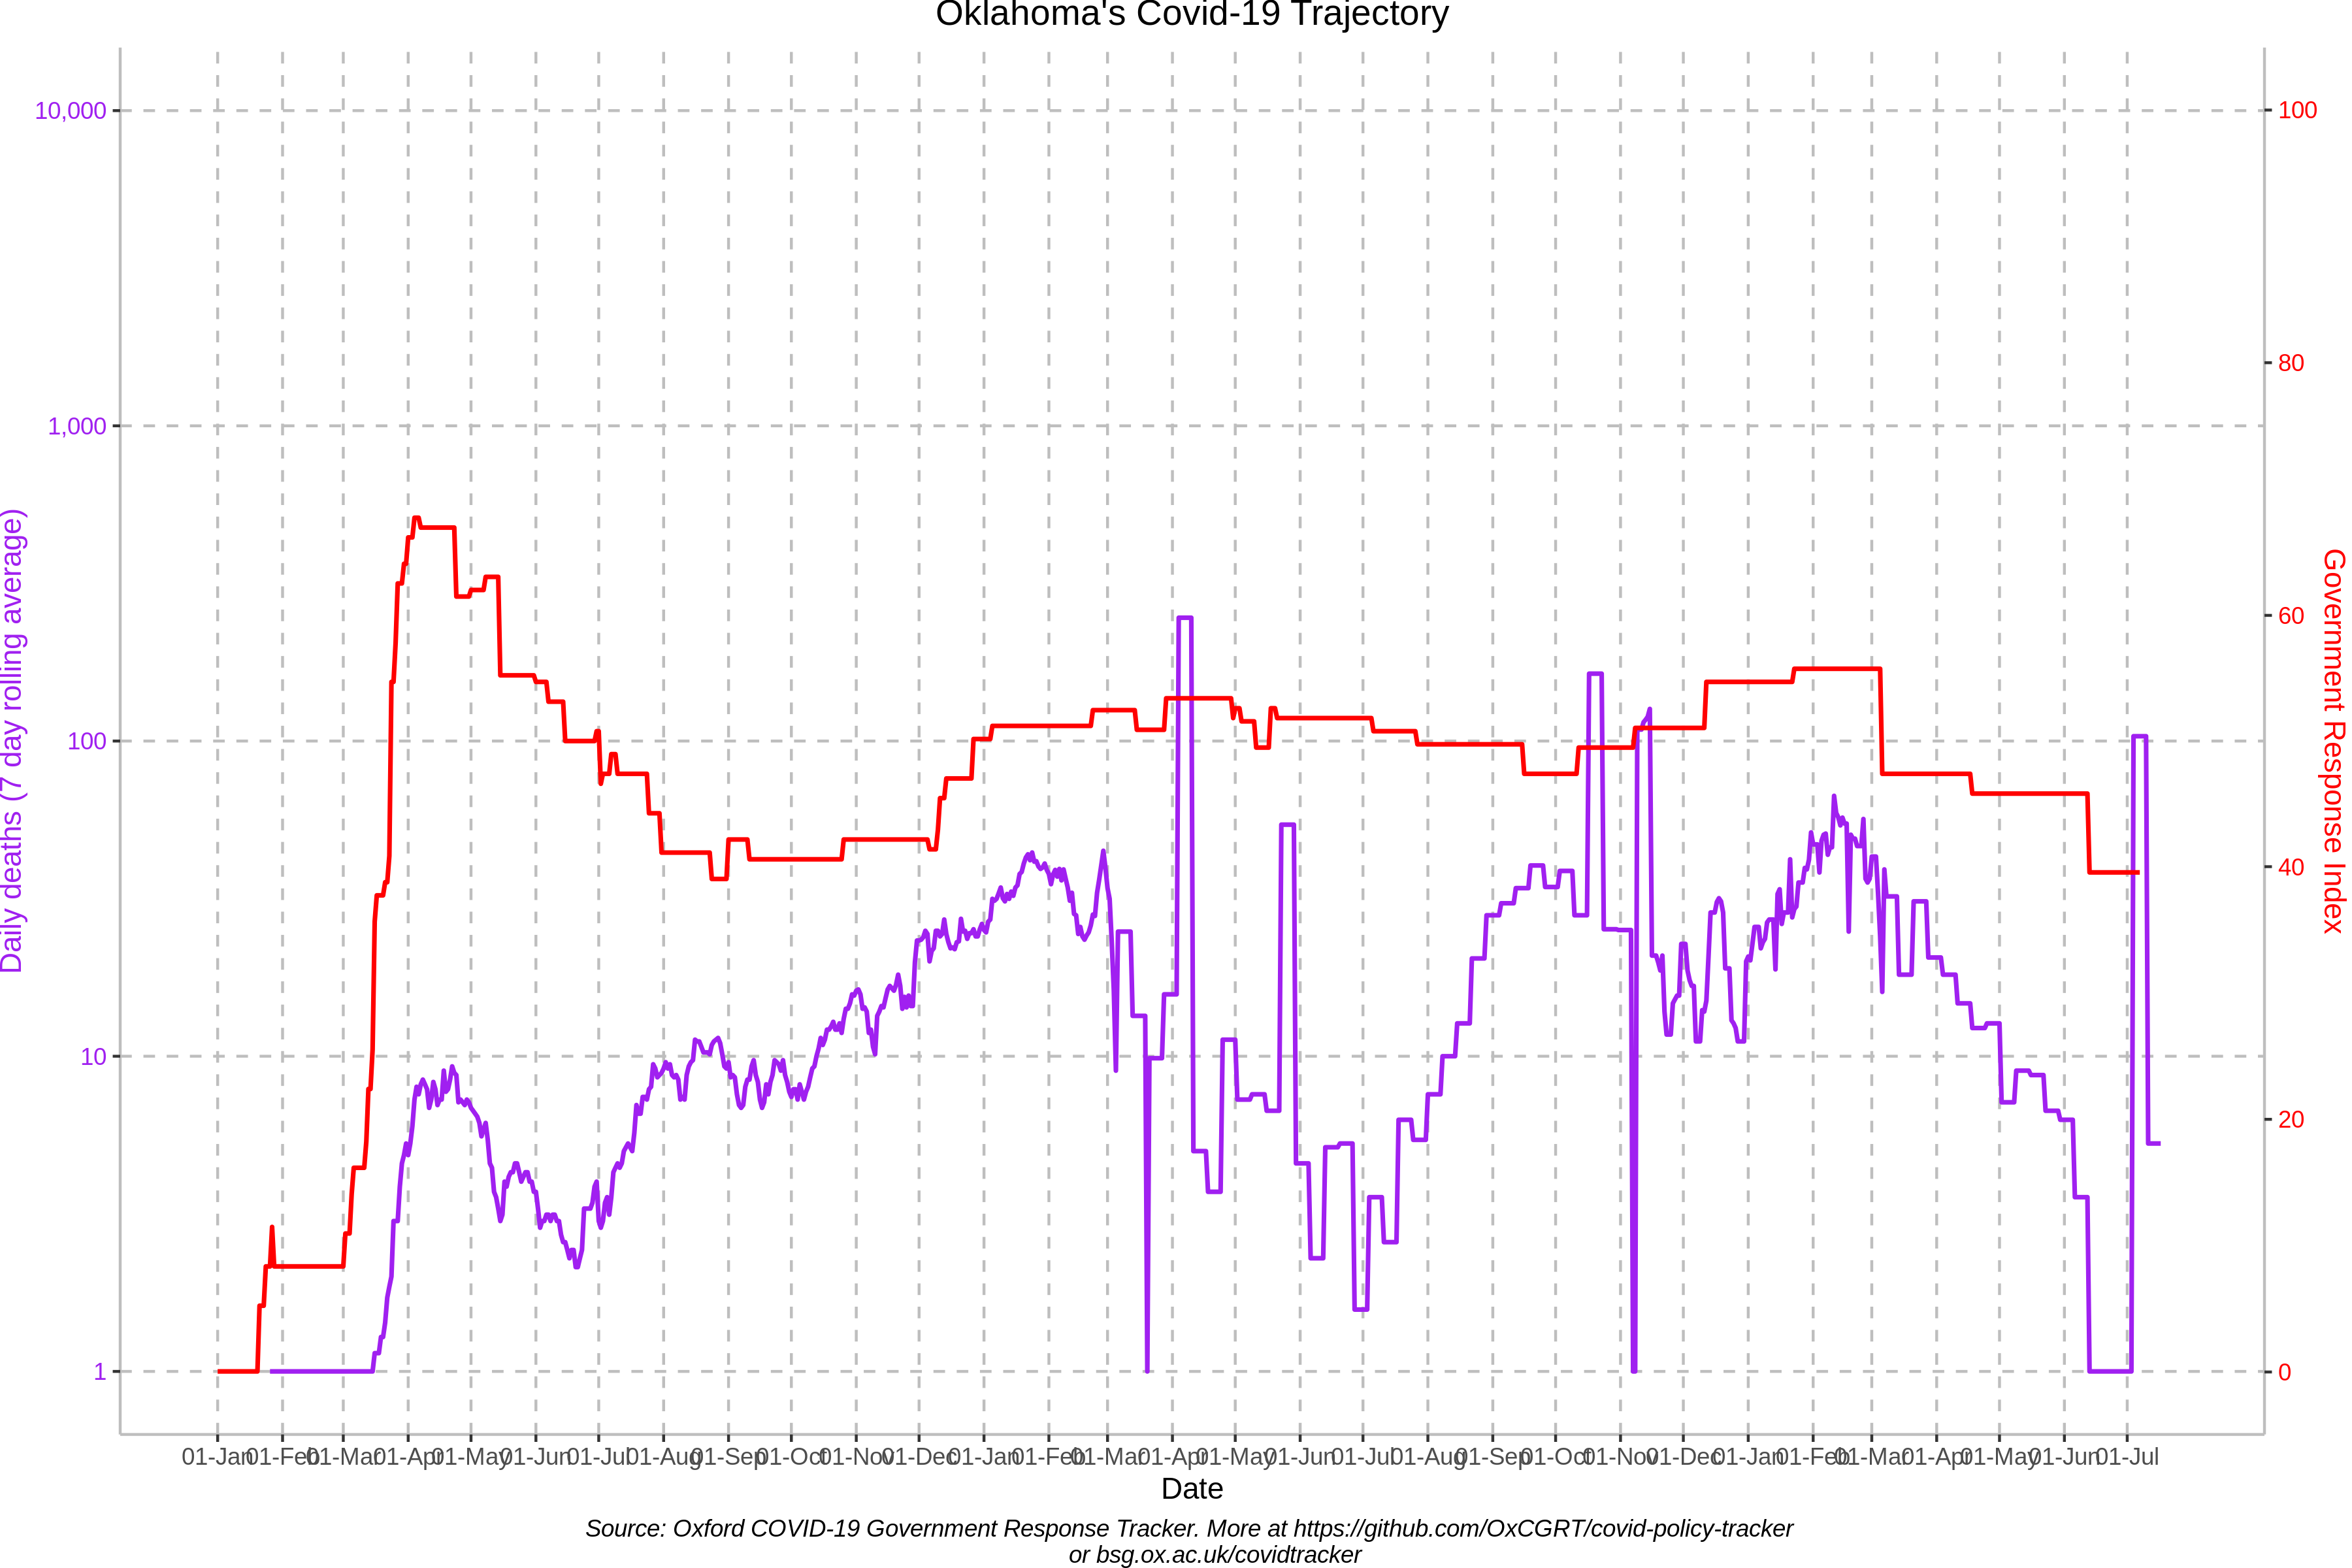 Oklahoma's Covid-19 Trajectory
10,000
1,000
100
10
1
Daily deaths (7 day rolling average)
100
80
60
40
20
0
Government Response Index
01-Jan 01-Feb 01-Mar 01-Apr 01-May 01-Jun 01-Jul 01-Aug 01-Sep 01-Oct 01-Nov 01-Dec 01-Jan 01-Feb 01-Mar 01-Apr 01-May 01-Jun 01-Jul 01-Aug 01-Sep 01-Oct 01-Nov 01-Dec 01-Jan 01-Feb 01-Mar 01-Apr 01-May 01-Jun 01-Jul
Date
Source: Oxford COVID-19 Government Response Tracker. More at https://github.com/OxCGRT/covid-policy-tracker
or bsg.ox.ac.uk/covidtracker